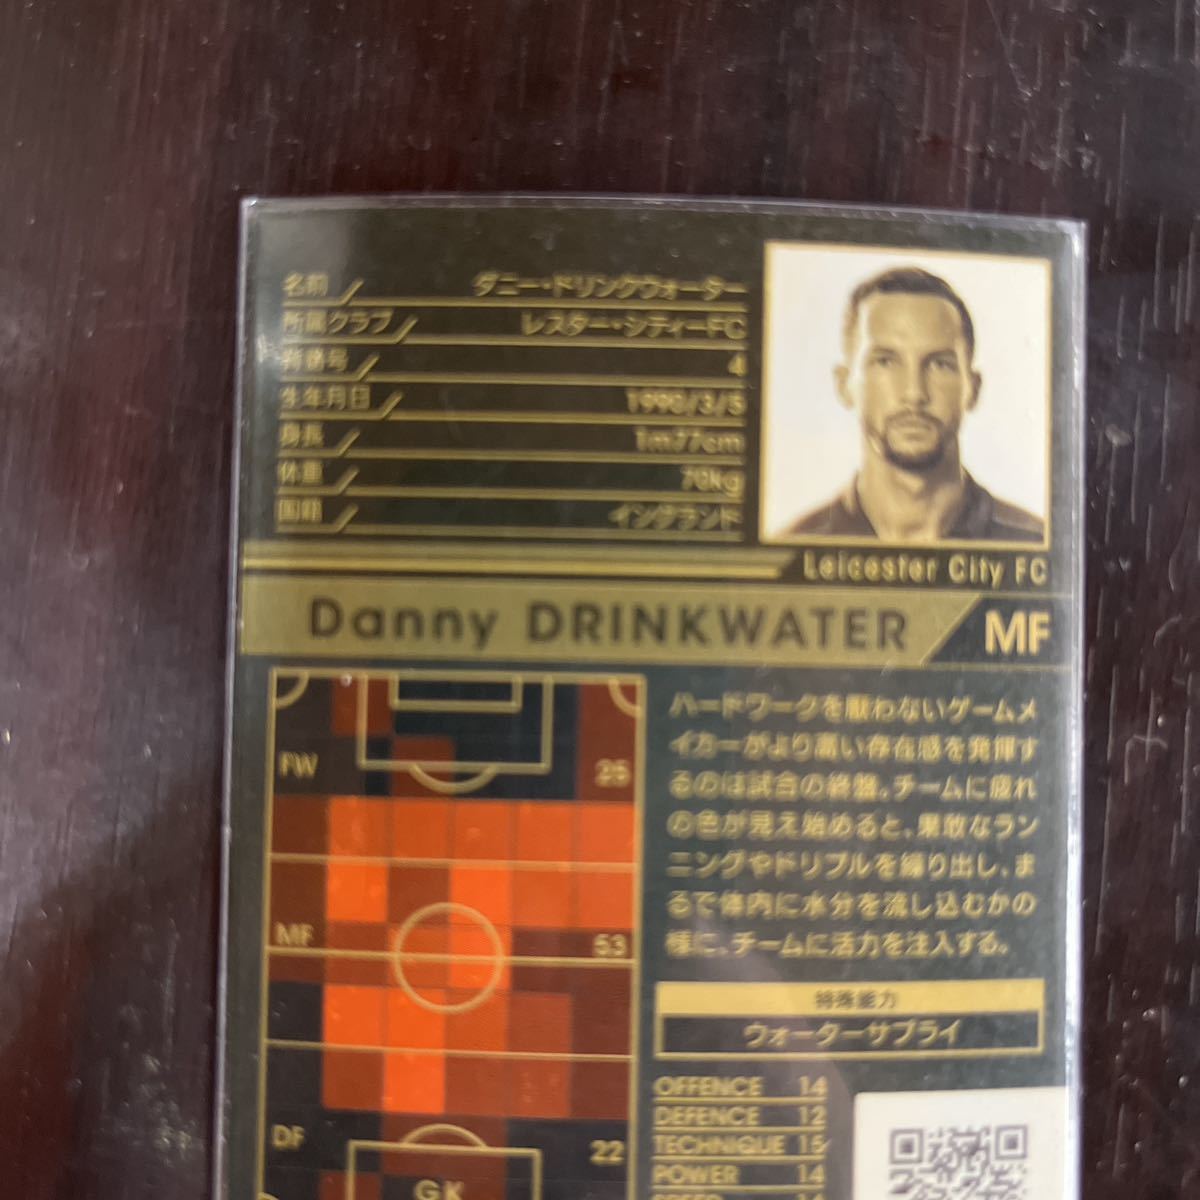 名前 ダニー・ドリンクウォーター
所属クラブ レスター・シティーFC
背番号 4
生年月日 1990/3/5
身長 1m77cm
体重 70kg
国籍 イングランド
Leicester City FC
Danny DRINKWATER MF
FW 25
MF 53
DF 22
GK
ハードワークを厭わないゲームメ
イカーがより高い存在感を発揮す
るのは試合の終盤。チームに疲れ
の色が見え始めると、果敢なラン
ニングやドリブルを繰り出し、ま
るで体内に水分を流し込むかの
様に、チームに活力を注入する。
特殊能力
ウォーターサプライ
OFFENCE 14
DEFENCE 12
TECHNIQUE 15
POWER 14